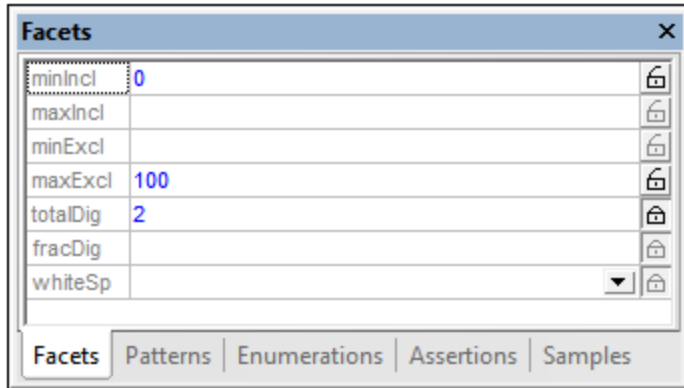 Facets
minIncl 0
maxIncl
minExcl
maxExcl 100
totalDig 2
fracDig
whiteSp
Facets Patterns Enumerations Assertions Samples